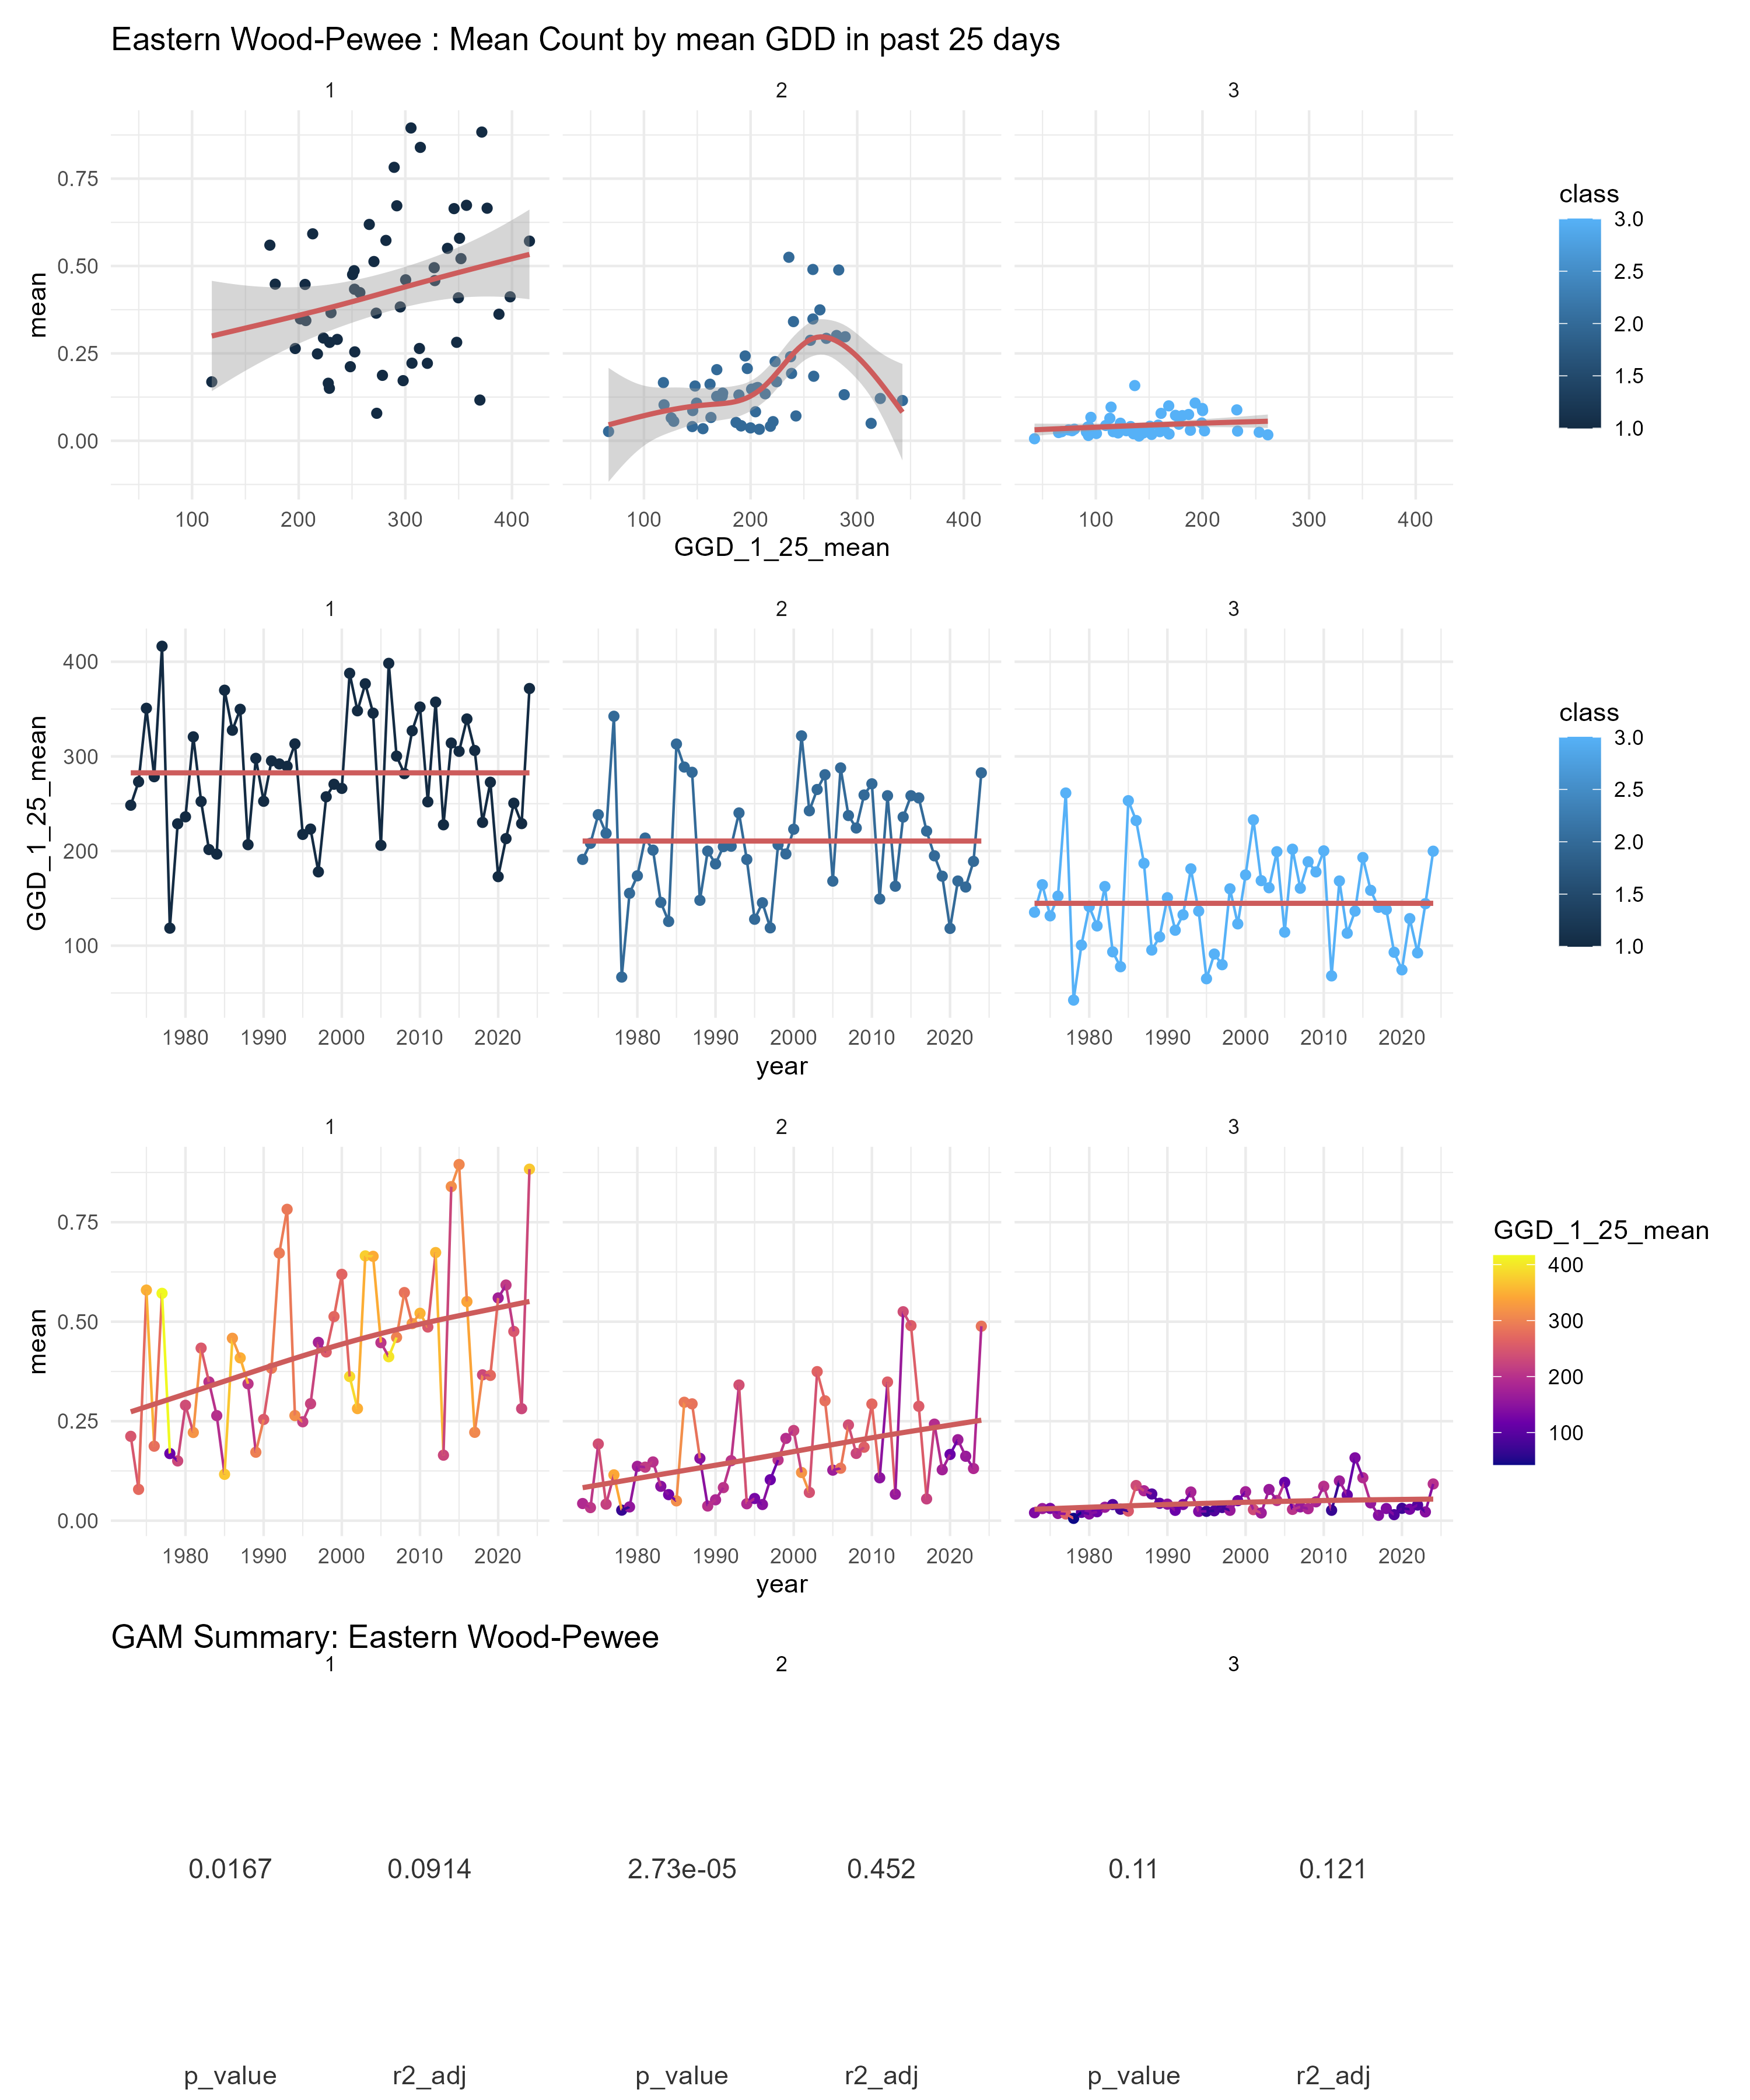 Eastern Wood-Pewee : Mean Count by mean GDD in past 25 days
1 2 3
mean
0.75
0.50
0.25
0.00
100 200 300 400 100 200 300 400 100 200 300 400
GGD_1_25_mean
class
3.0
2.5
2.0
1.5
1.0
1 2 3
GGD_1_25_mean
400
300
200
100
1980 1990 2000 2010 2020 1980 1990 2000 2010 2020 1980 1990 2000 2010 2020
year
class
3.0
2.5
2.0
1.5
1.0
1 2 3
mean
0.75
0.50
0.25
0.00
1980 1990 2000 2010 2020 1980 1990 2000 2010 2020 1980 1990 2000 2010 2020
year
GGD_1_25_mean
400
300
200
100
GAM Summary: Eastern Wood-Pewee
1 2 3
0.0167 0.0914 2.73e-05 0.452 0.11 0.121
p_value r2_adj p_value r2_adj p_value r2_adj